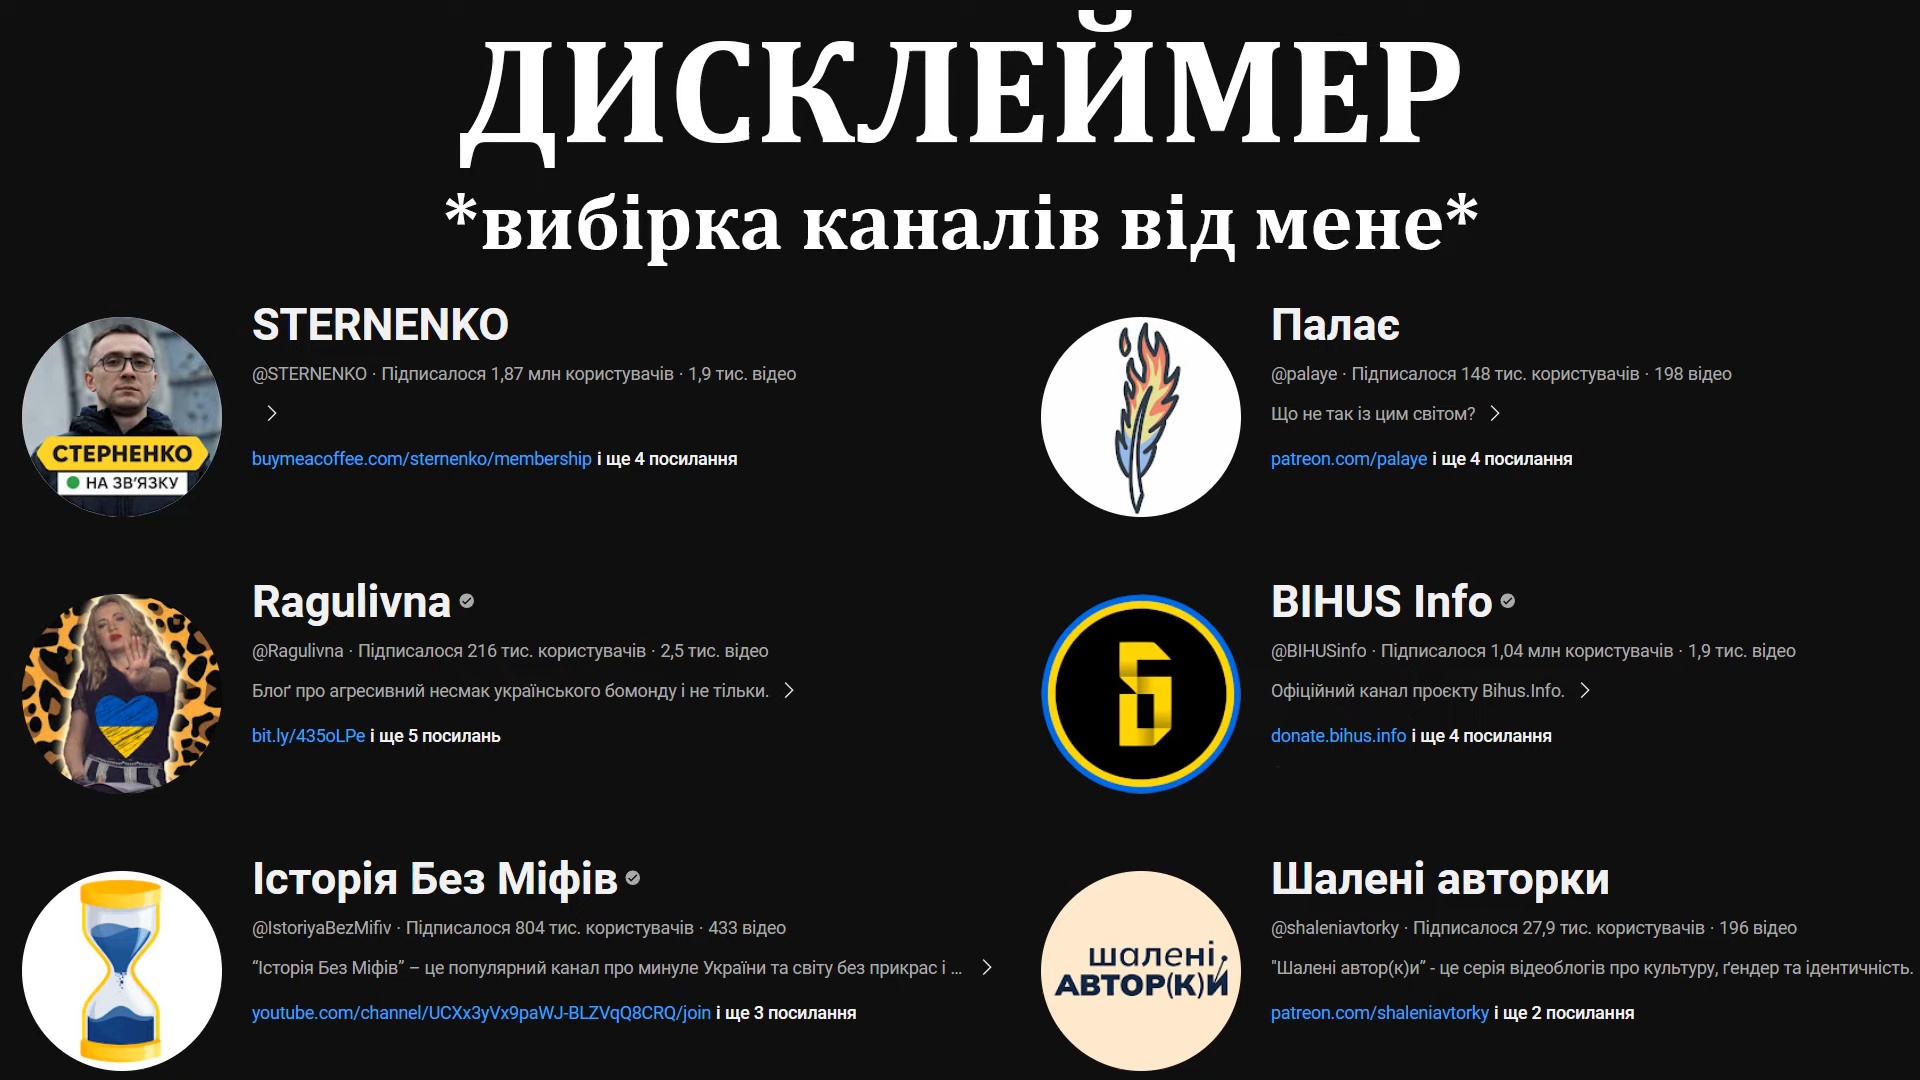 ДИСКЛЕЙМЕР
*вибірка каналів від мене*
STERNENKO
@STERNENKO · Підписалося 1,87 млн користувачів · 1,9 тис. відео
buymeacoffee.com/sternenko/membership і ще 4 посилання
СТЕРНЕНКО
НА ЗВ'ЯЗКУ
Палає
@palaye · Підписалося 148 тис. користувачів · 198 відео
Що не так із цим світом?
patreon.com/palaye і ще 4 посилання
Ragulivna
@Ragulivna · Підписалося 216 тис. користувачів · 2,5 тис. відео
Блоґ про агресивний несмак українського бомонду і не тільки.
bit.ly/435oLPe і ще 5 посилань
BIHUS Info
@BIHUSinfo · Підписалося 1,04 млн користувачів · 1,9 тис. відео
Офіційний канал проєкту Bihus.Info.
donate.bihus.info і ще 4 посилання
Історія Без Міфів
@IstoriyaBezMifiv · Підписалося 804 тис. користувачів · 433 відео
“Історія Без Міфів” – це популярний канал про минуле України та світу без прикрас і ...
youtube.com/channel/UCXx3yVx9paWJ-BLZVqQ8CRQ/join і ще 3 посилання
Шалені авторки
@shaleniavtorky · Підписалося 27,9 тис. користувачів · 196 відео
"Шалені автор(к)и” - це серія відеоблогів про культуру, ґендер та ідентичність.
patreon.com/shaleniavtorky і ще 2 посилання
шалені
АВТОР(К)И